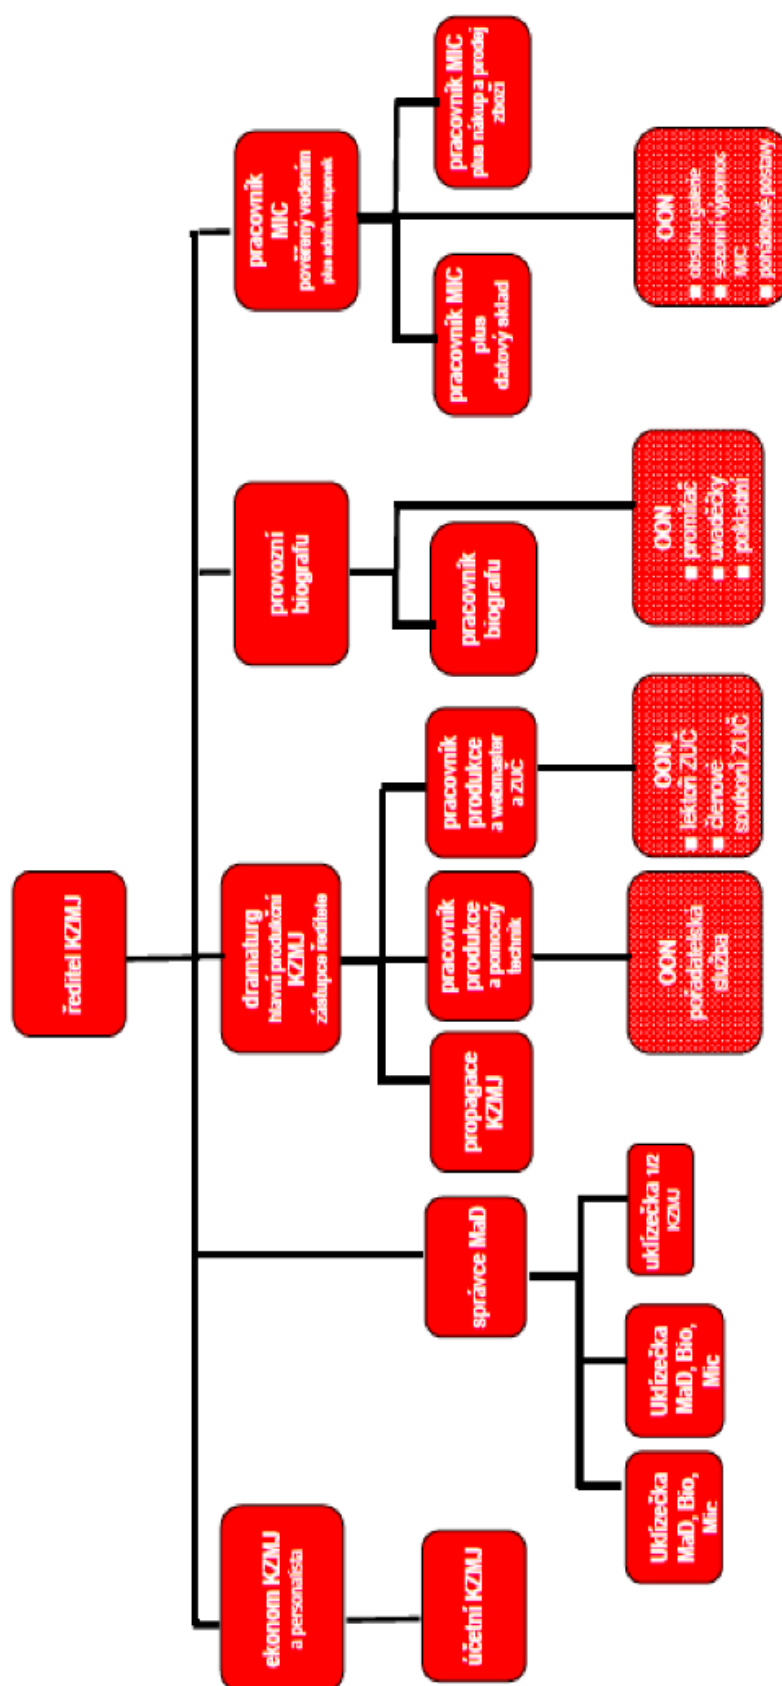 ředitel KZMJ
ekonom KZMJ
a personalista
dramaturg
hlavní produkční
KZMJ
zástupce ředitele
provozní
biografu
pracovník
MIC
pověřený vedením
plus admin.vstupenek
účetní KZMJ
správce MaD
propagace
KZMJ
pracovník
produkce
a pomocný
technik
pracovník
produkce
a webmaster
a ZUČ
pracovník
biografu
pracovník MIC
plus
datový sklad
pracovník MIC
plus nákup a prodej
zboží
Uklízečka
MaD, Bio,
Mic
Uklízečka
MaD, Bio,
Mic
uklízečka 1/2
KZMJ
OON
pořadatelská
služba
OON
lektoři ZUČ
členové
souborů ZUČ
OON
promítač
uvaděčky
pokladní
OON
obsluha galerie
sezonní výpomoc
MIC
pohádkové postavy